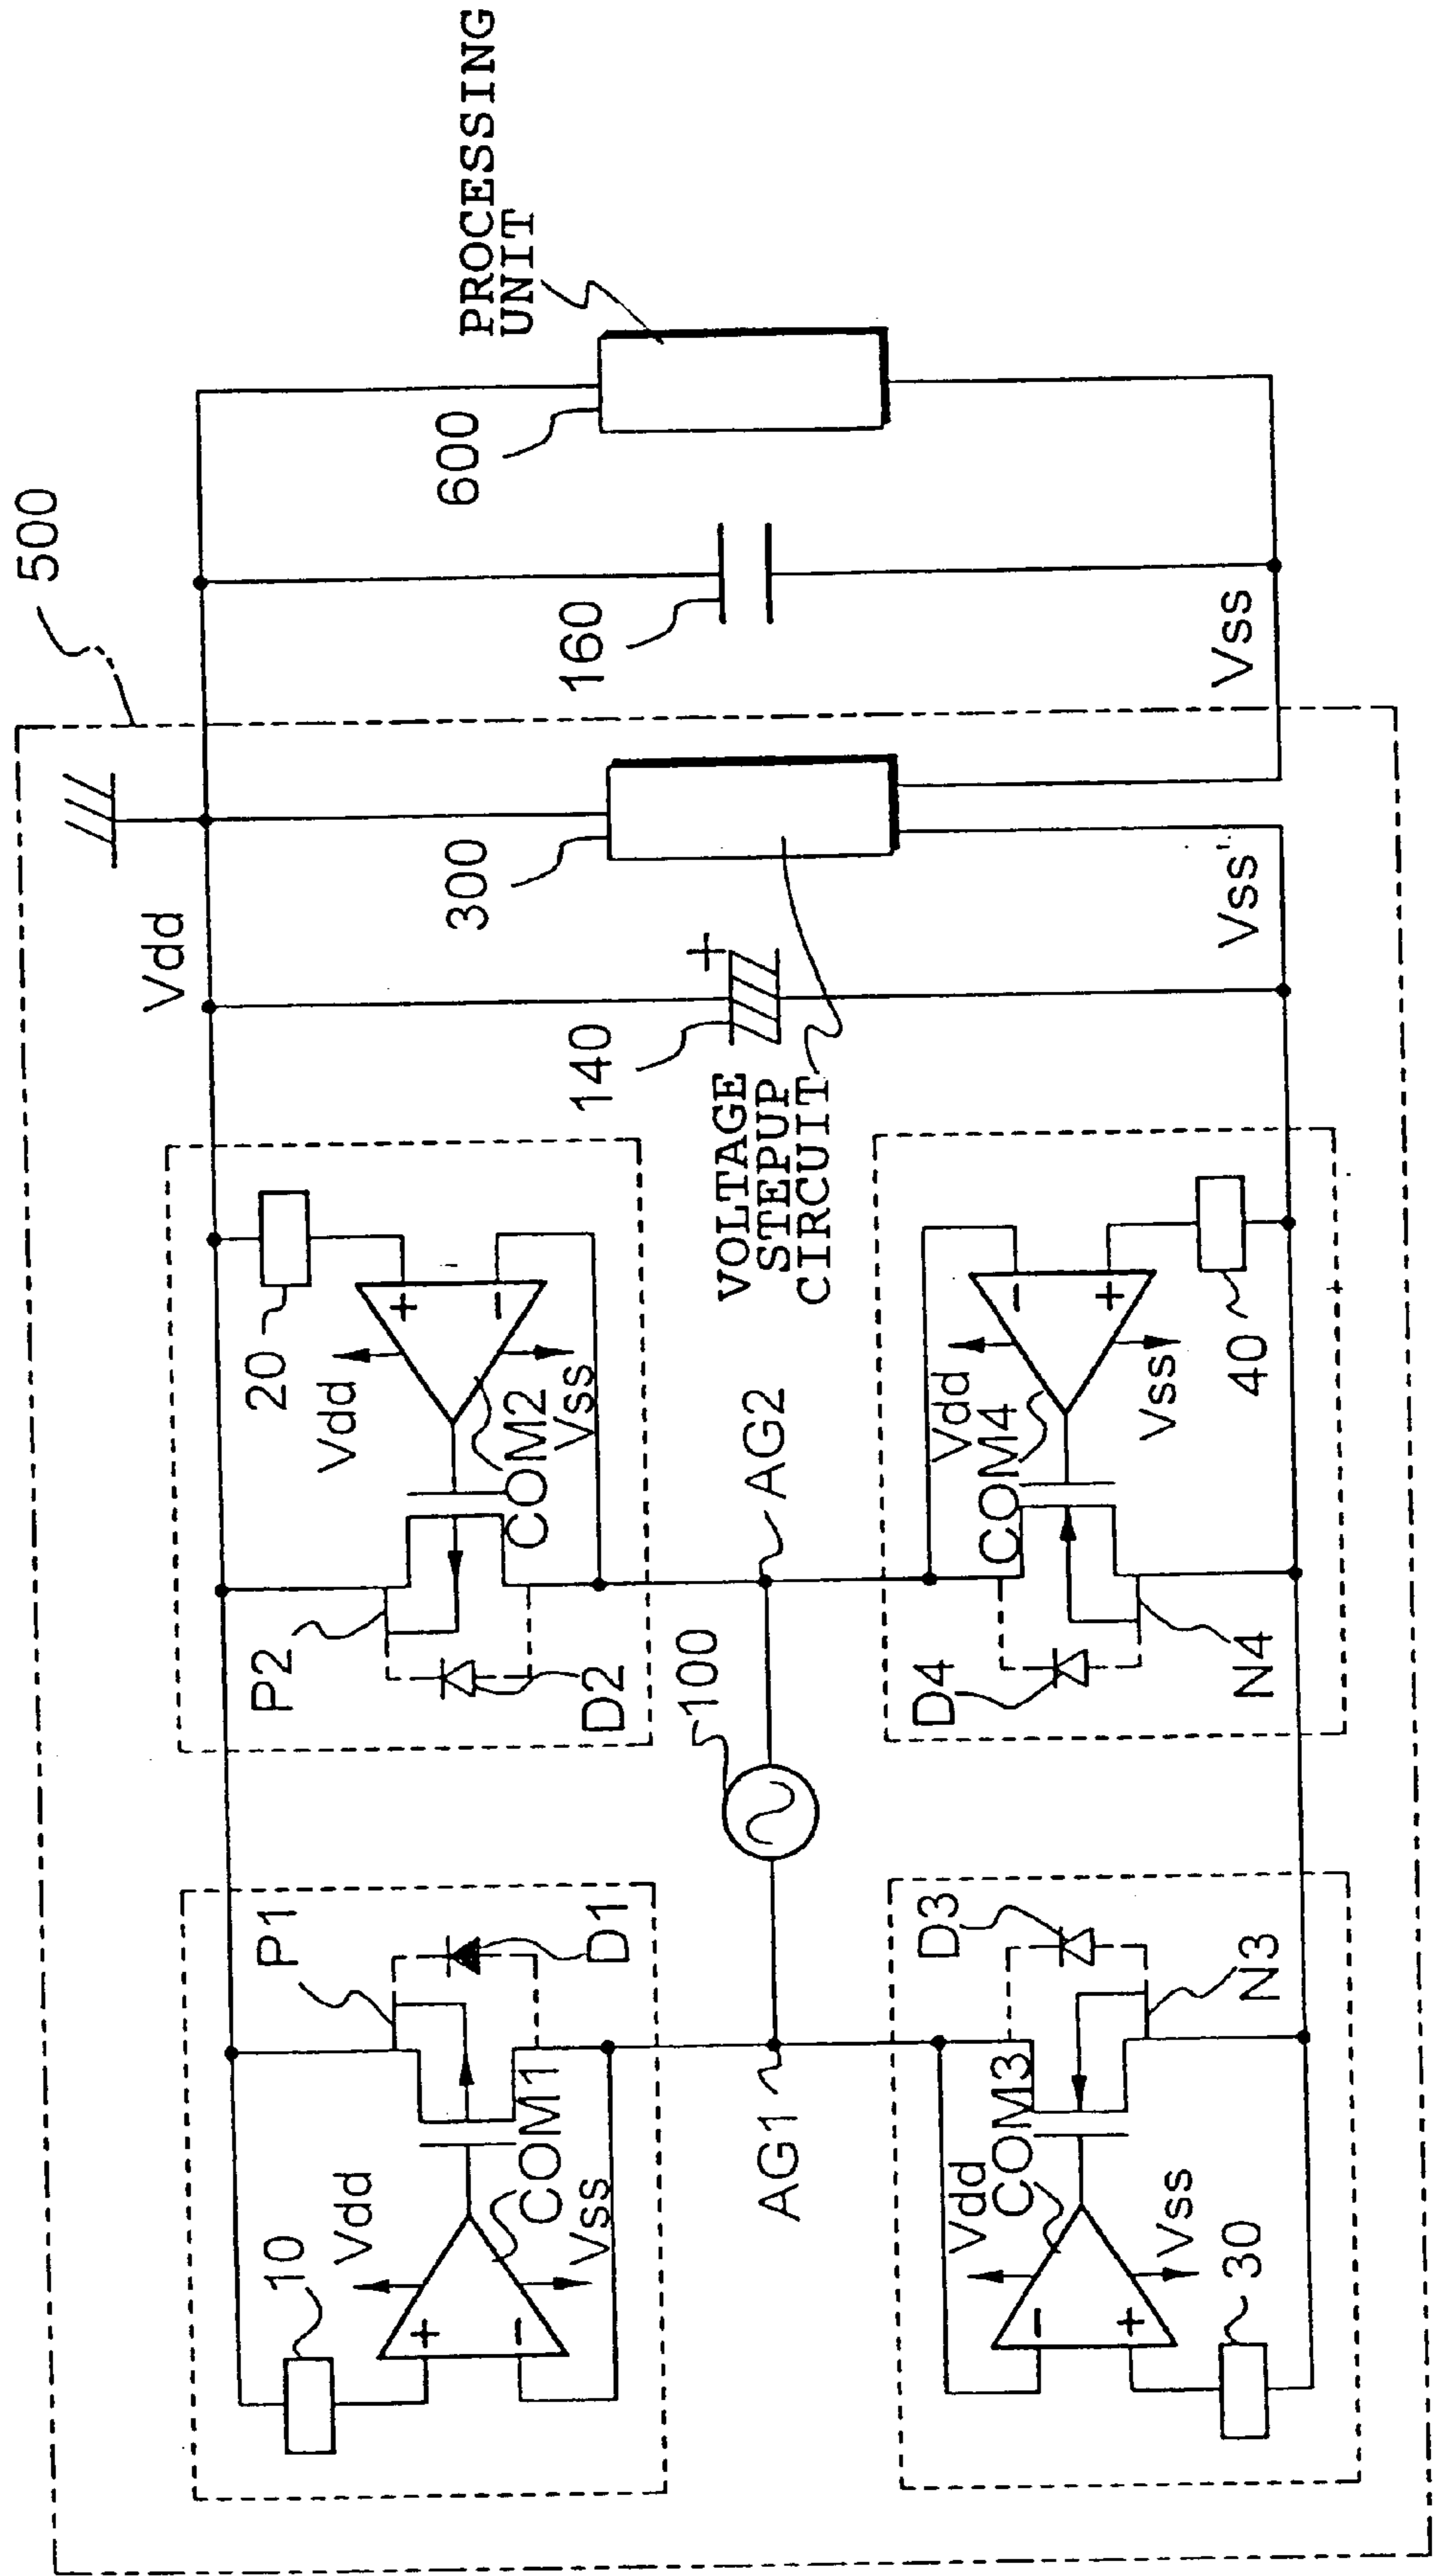 500
Vdd
300
PROCESSING
UNIT
600
160
140
VOLTAGE
STEPUP
CIRCUIT
Vss'
Vss
10
+
−
Vdd
Vss
COM1
P1
D1
20
+
−
Vdd
Vss
COM2
P2
D2
AG1
100
AG2
+
30
−
+
Vdd
Vss
COM3
D3
N3
40
−
+
Vdd
Vss
COM4
D4
N4